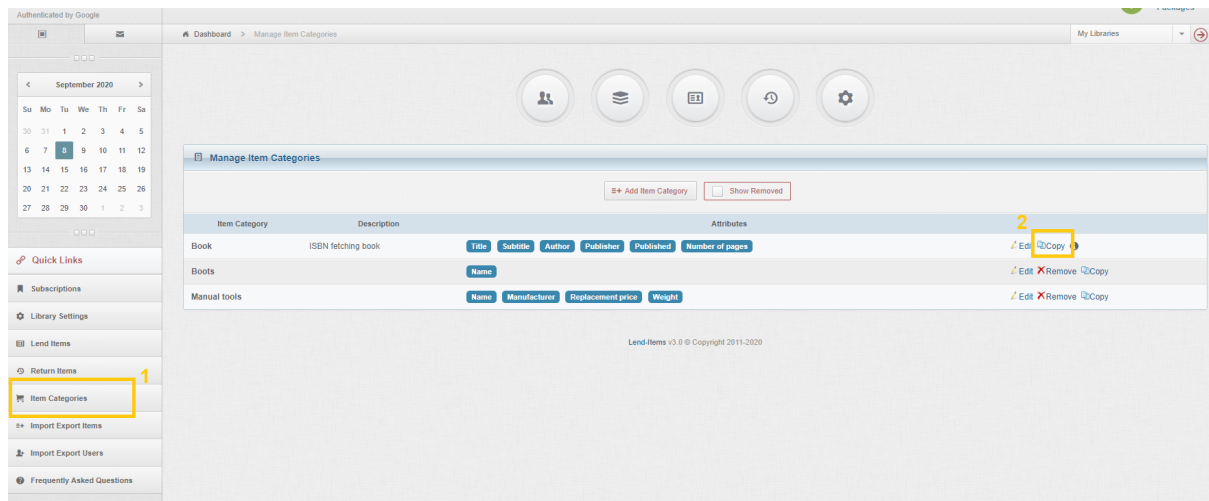 Authenticated by Google
Packages
Dashboard > Manage Item Categories
My Libraries
< September 2020 >
Su Mo Tu We Th Fr Sa
30 31 1 2 3 4 5
6 7 8 9 10 11 12
13 14 15 16 17 18 19
20 21 22 23 24 25 26
27 28 29 30 1 2 3
Quick Links
Subscriptions
Library Settings
Lend Items
Return Items
1
Item Categories
Import Export Items
Import Export Users
Frequently Asked Questions
Manage Item Categories
Add Item Category Show Removed
Item Category Description Attributes
2
Book ISBN fetching book Title Subtitle Author Publisher Published Number of pages Edit Copy
Boots Name Edit Remove Copy
Manual tools Name Manufacturer Replacement price Weight Edit Remove Copy
Lend-Items v3.0 © Copyright 2011-2020